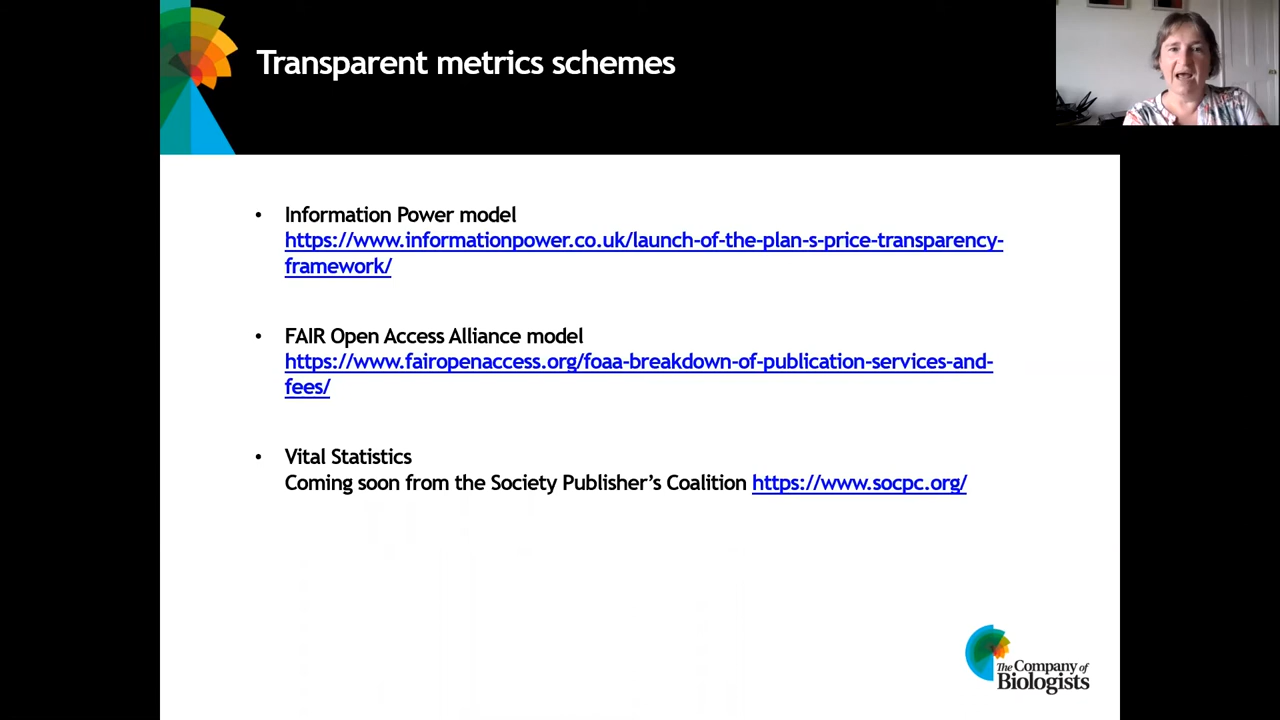 Transparent metrics schemes
• Information Power model
https://www.informationpower.co.uk/launch-of-the-plan-s-price-transparency-
framework/
• FAIR Open Access Alliance model
https://www.fairopenaccess.org/foaa-breakdown-of-publication-services-and-
fees/
• Vital Statistics
Coming soon from the Society Publisher’s Coalition https://www.socpc.org/
The Company of
Biologists